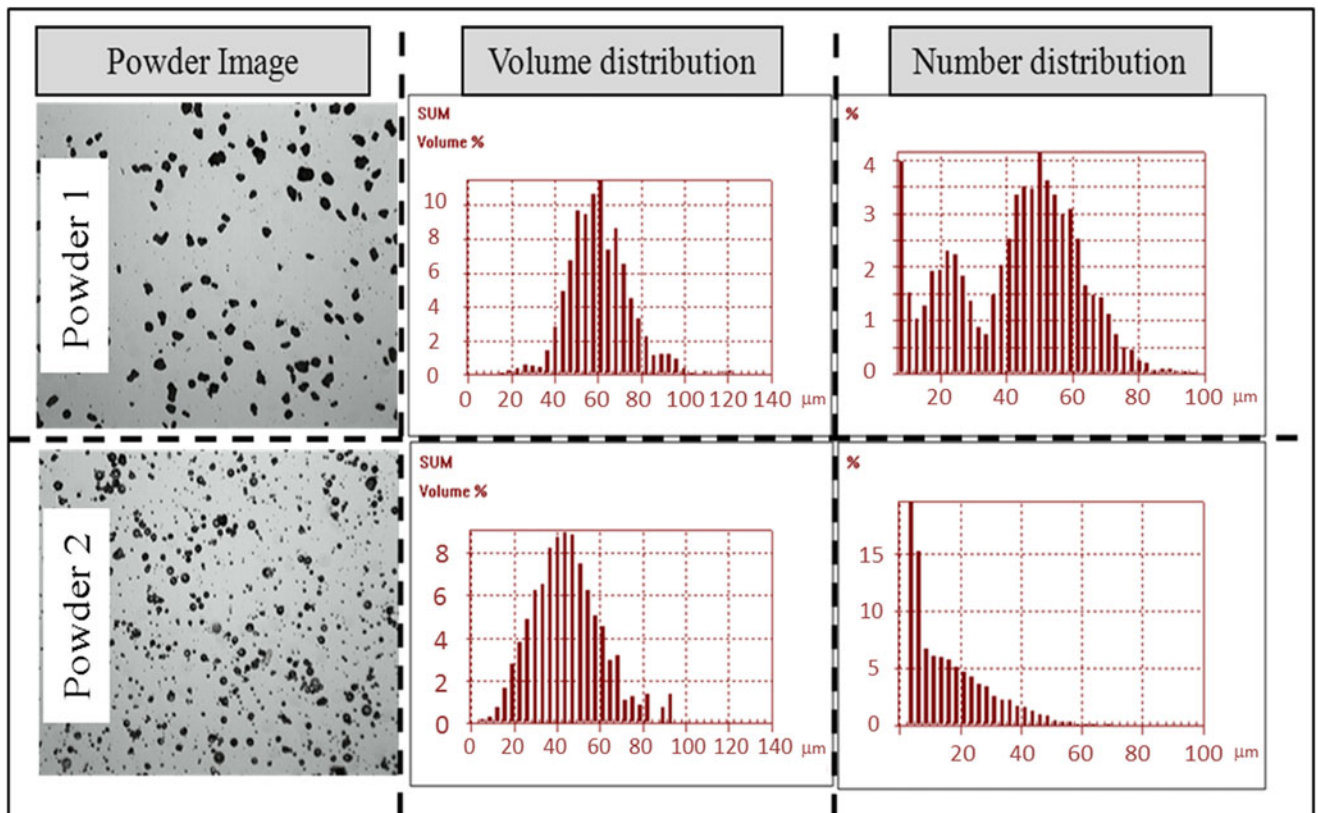 Powder Image
Volume distribution
Number distribution
Powder 1
SUM
Volume %
10
8
6
4
2
0
0 20 40 60 80 100 120 140 μm
%
4
3
2
1
0
20 40 60 80 100 μm
Powder 2
SUM
Volume %
8
6
4
2
0
0 20 40 60 80 100 120 140 μm
%
15
10
5
0
20 40 60 80 100 μm